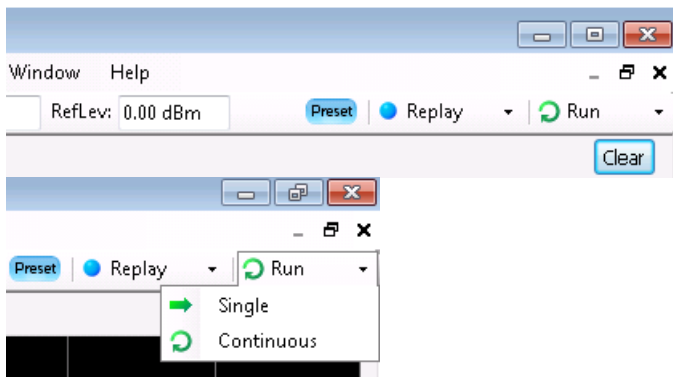 Window Help
RefLev: 0.00 dBm Preset Replay Run
Clear
Preset Replay Run
Single
Continuous